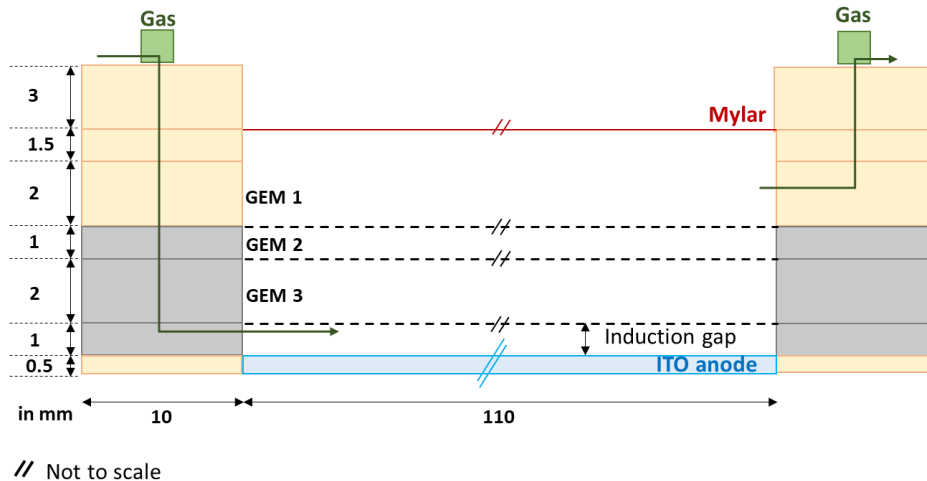 Gas
Gas
3
Mylar
1.5
2
GEM 1
1
GEM 2
2
GEM 3
1
Induction gap
0.5
ITO anode
in mm
10
110
// Not to scale